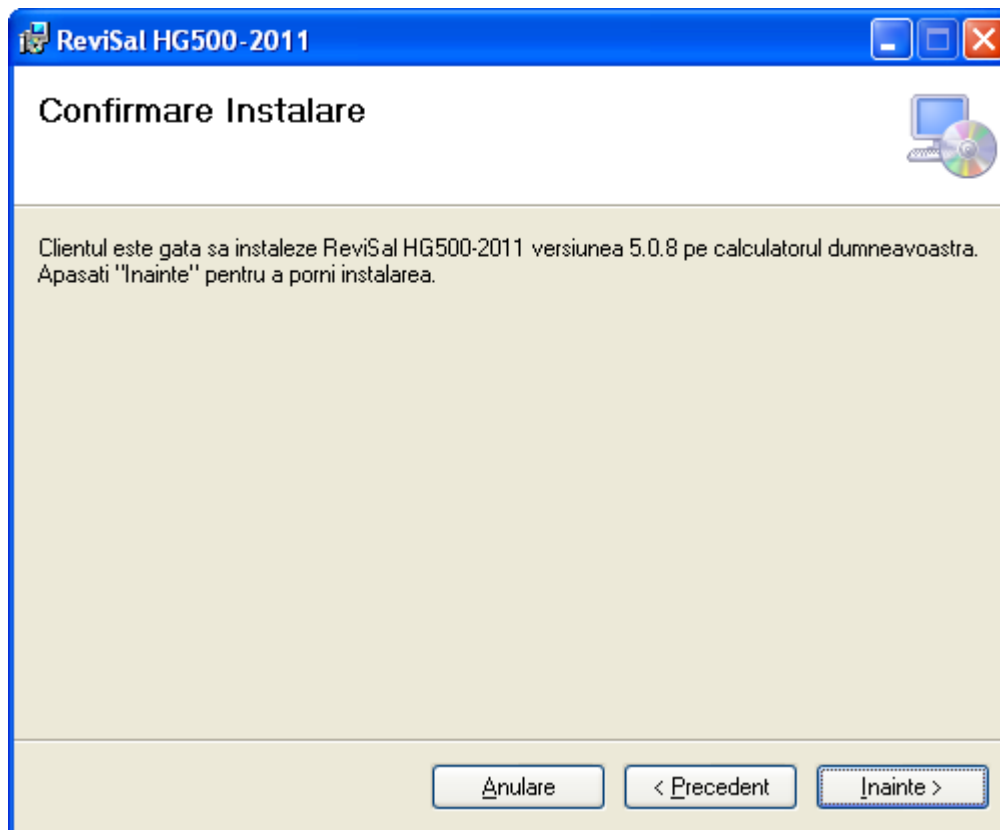 ReviSal HG500-2011
Confirmare Instalare
Clientul este gata sa instaleze ReviSal HG500-2011 versiunea 5.0.8 pe calculatorul dumneavoastra.
Apasati "Inainte" pentru a porni instalarea.
Anulare
< Precedent
Inainte >